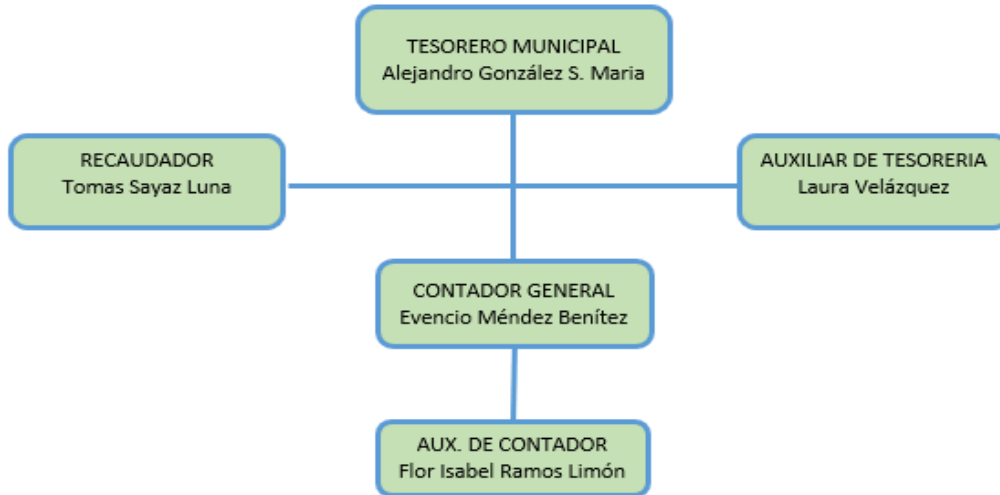 TESORERO MUNICIPAL
Alejandro González S. Maria
RECAUDADOR
Tomas Sayaz Luna
AUXILIAR DE TESORERIA
Laura Velázquez
CONTADOR GENERAL
Evencio Méndez Benítez
AUX. DE CONTADOR
Flor Isabel Ramos Limón